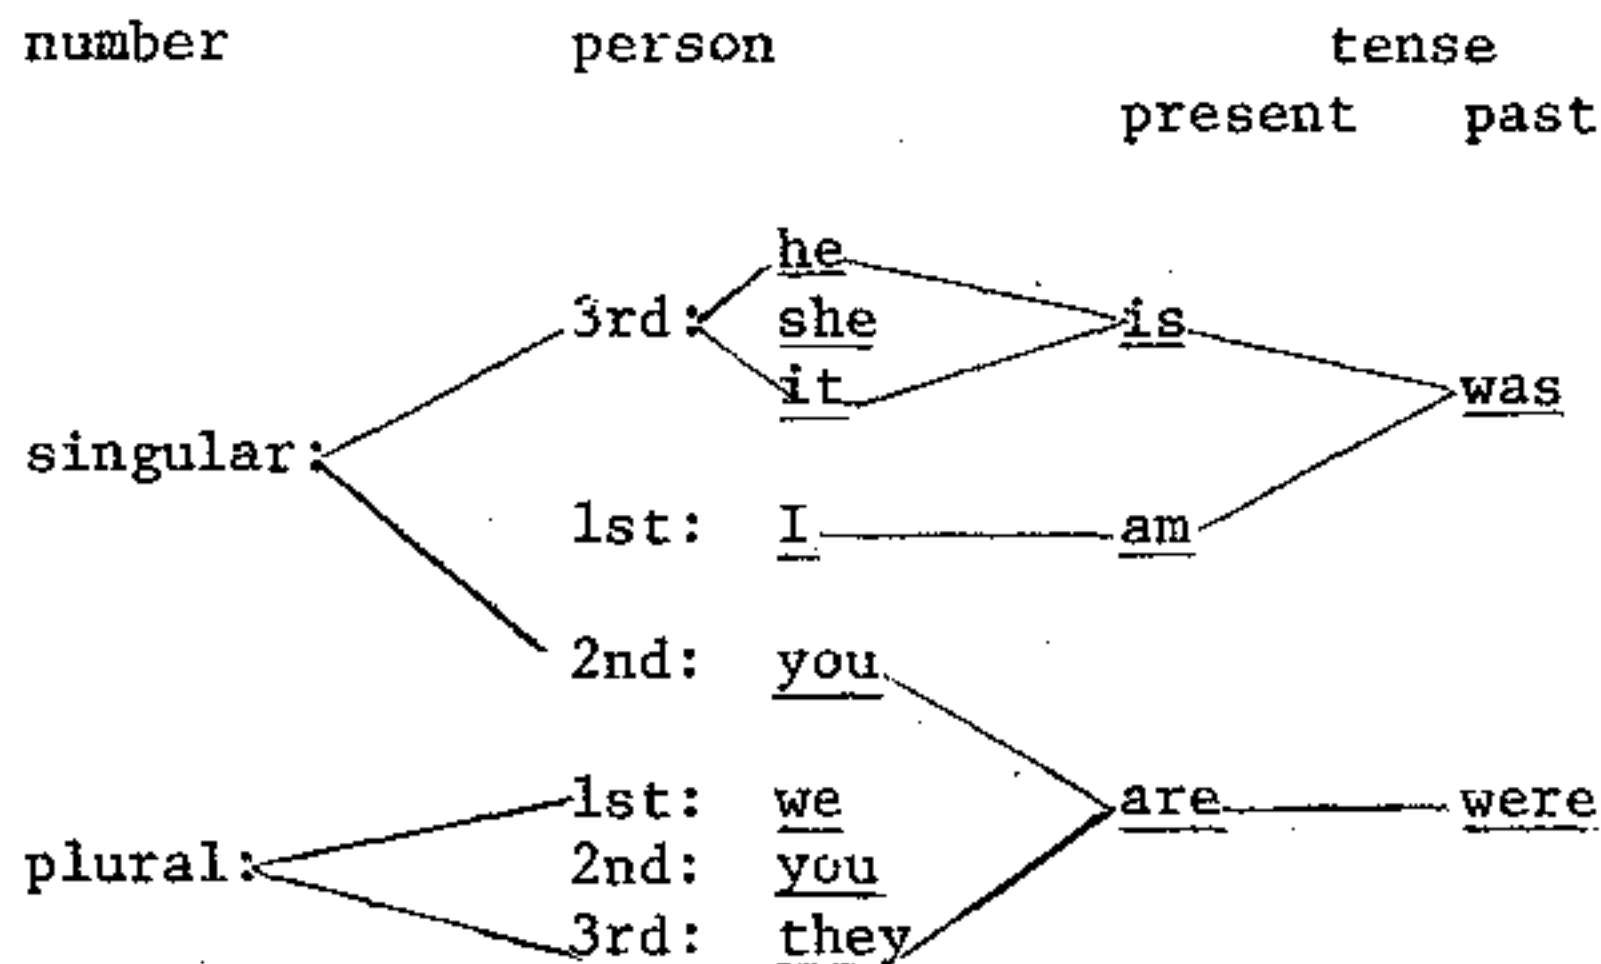 number person tense
present past
he
3rd: she is
it was
singular:
1st: I am
2nd: you
1st: we are were
plural: 2nd: you
3rd: they